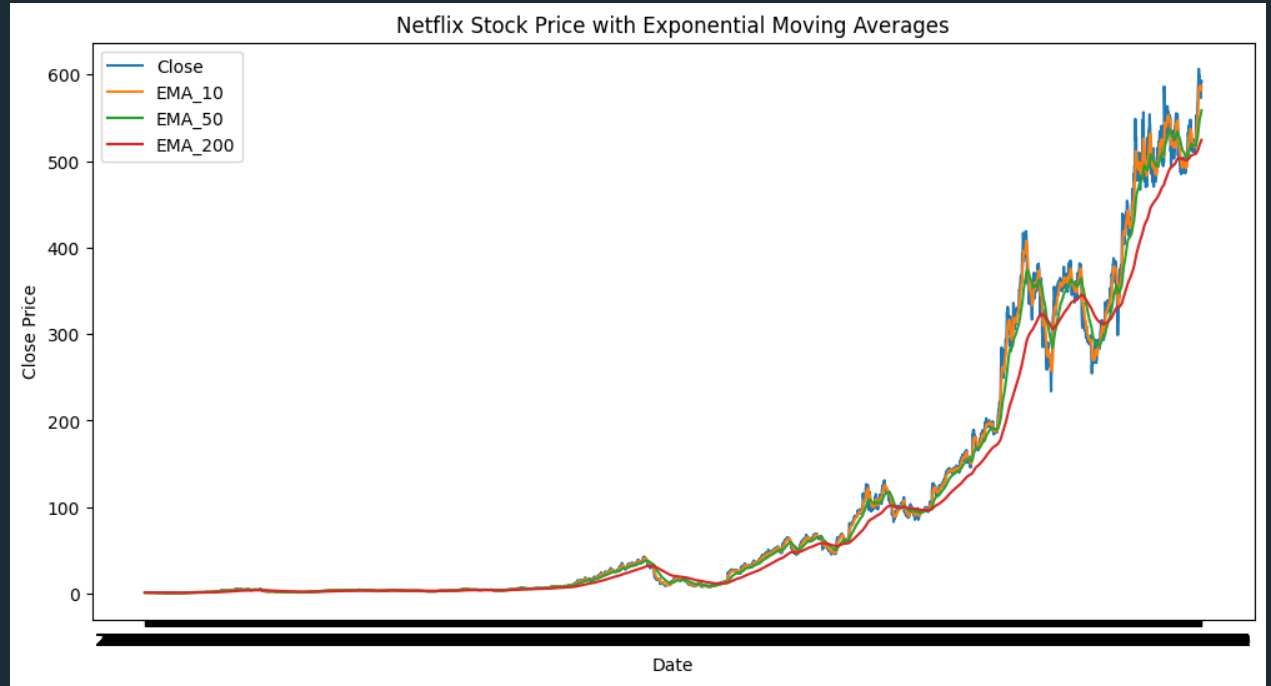 Netflix Stock Price with Exponential Moving Averages
Close
EMA_10
EMA_50
EMA_200
600
500
400
300
200
100
0
Close Price
Date